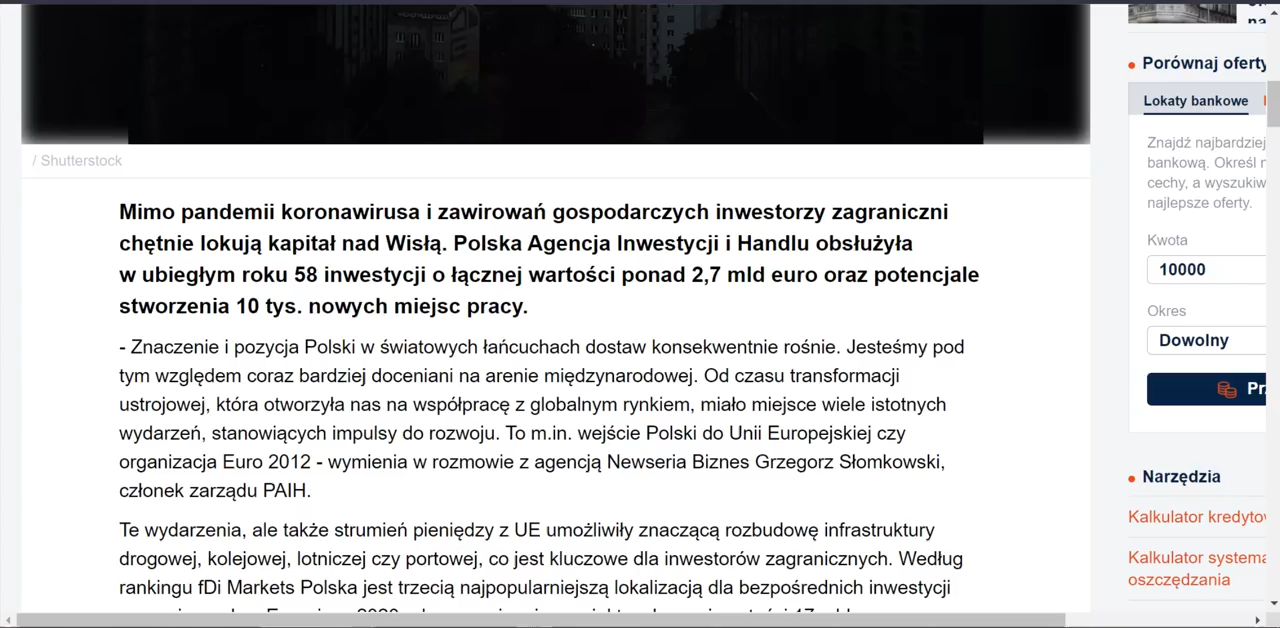 / Shutterstock
Mimo pandemii koronawirusa i zawirowań gospodarczych inwestorzy zagraniczni
chętnie lokują kapitał nad Wisłą. Polska Agencja Inwestycji i Handlu obsłużyła
w ubiegłym roku 58 inwestycji o łącznej wartości ponad 2,7 mld euro oraz potencjale
stworzenia 10 tys. nowych miejsc pracy.
- Znaczenie i pozycja Polski w światowych łańcuchach dostaw konsekwentnie rośnie. Jesteśmy pod
tym względem coraz bardziej doceniani na arenie międzynarodowej. Od czasu transformacji
ustrojowej, która otworzyła nas na współpracę z globalnym rynkiem, miało miejsce wiele istotnych
wydarzeń, stanowiących impulsy do rozwoju. To m.in. wejście Polski do Unii Europejskiej czy
organizacja Euro 2012 - wymienia w rozmowie z agencją Newseria Biznes Grzegorz Słomkowski,
członek zarządu PAIH.
Te wydarzenia, ale także strumień pieniędzy z UE umożliwiły znaczącą rozbudowę infrastruktury
drogowej, kolejowej, lotniczej czy portowej, co jest kluczowe dla inwestorów zagranicznych. Według
rankingu fDi Markets Polska jest trzecią najpopularniejszą lokalizacją dla bezpośrednich inwestycji
Porównaj oferty
Lokaty bankowe
Znajdź najbardziej
bankową. Określ
cechy, a
najlepsze oferty.
Kwota
10000
Okres
Dowolny
Narzędzia
Kalkulator
Kalkulator
oszczędzania